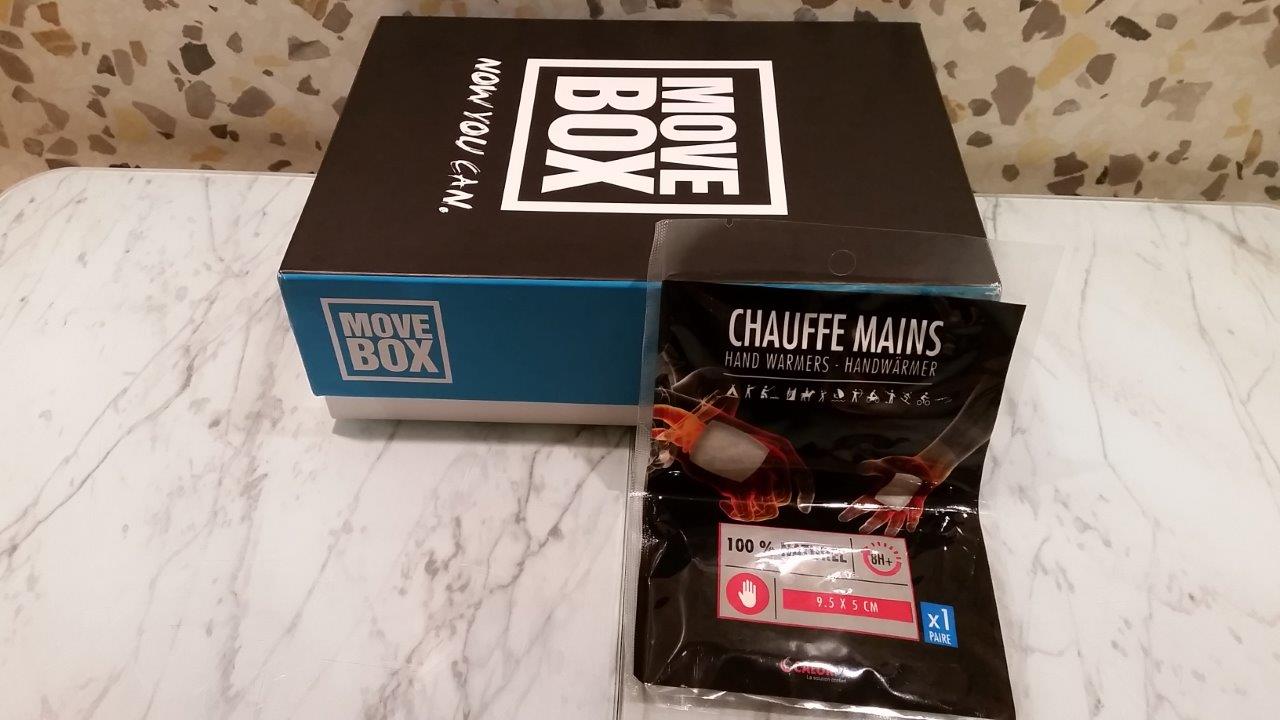 MOVE
BOX
NOW YOU CAN.
MOVE
BOX
CHAUFFE MAINS
HAND WARMERS - HANDWÄRMER
100 % NATUREL
8H+
9.5 X 5 CM
x1
PAIRE